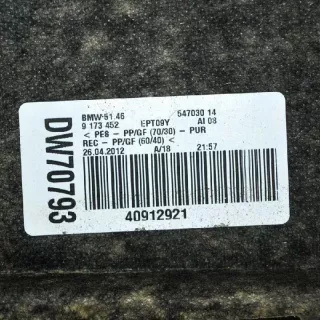 BMW-51.46 547030 14
9 173 452 EPT09Y AI 08
< PES - PP/GF (70/30) - PUR
REC - PP/GF (60/40) >
26.04.2012 A/18 21:57
40912921
DW70793